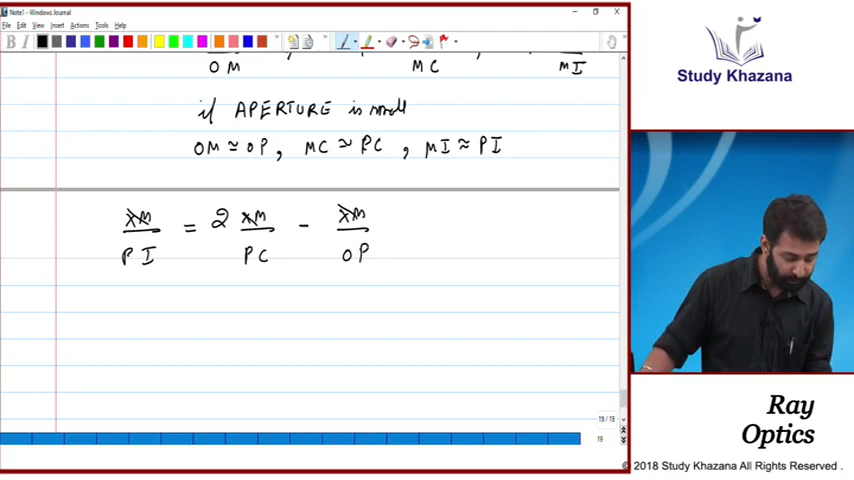 Note1 - Windows Journal
File Edit View Insert Actions Tools Help
B I
OM , MC , MI
if APERTURE is small
OM ≈ OP, MC ≈ PC, MI ≈ PI
XM/PI = 2 XM/PC - XM/OP
19 / 19
19
Study Khazana
Ray
Optics
© 2018 Study Khazana All Rights Reserved .